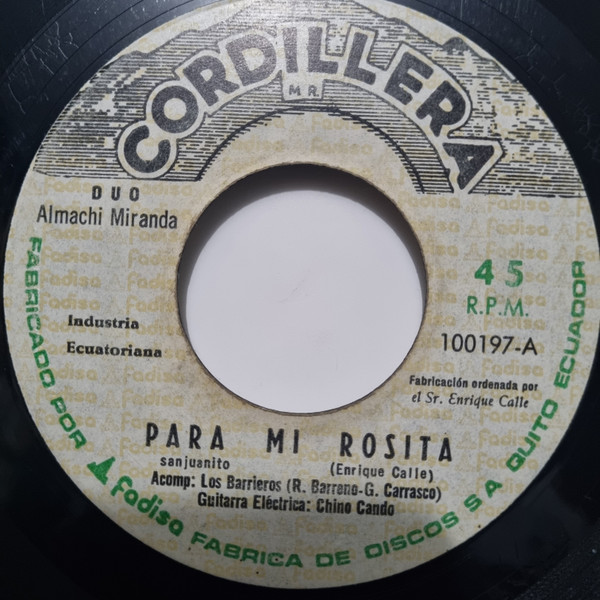 CORDILLERA
M.R.
DUO
Almachi Miranda
45
R.P.M.
Industria
Ecuatoriana
100197-A
Fabricación ordenada por
el Sr. Enrique Calle
PARA MI ROSITA
sanjuanito (Enrique Calle)
Acomp: Los Barrieros (R. Barreno-G. Carrasco)
Guitarra Eléctrica: Chino Cando
FABRICADO POR fadisa FABRICA DE DISCOS S A QUITO ECUADOR